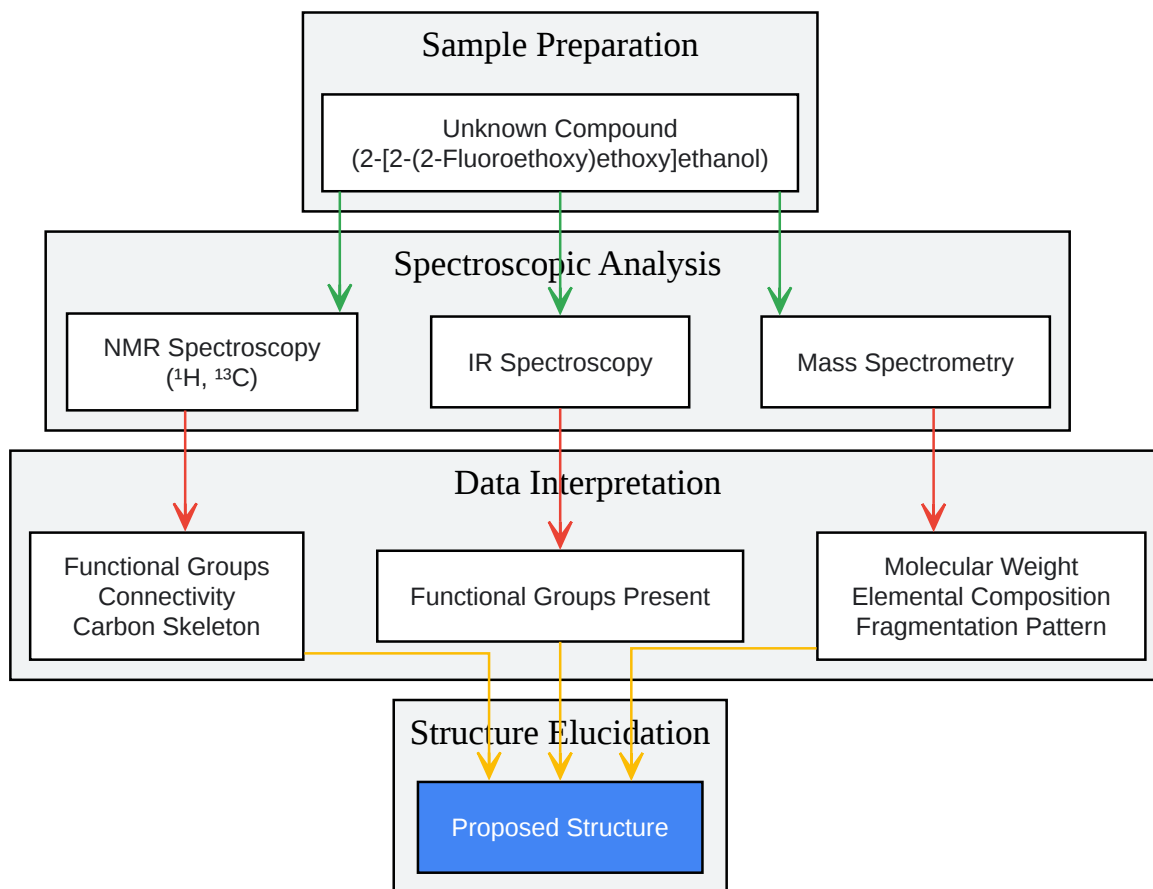 Sample Preparation
Unknown Compound
(2-[2-(2-Fluoroethoxy)ethoxy]ethanol)
Spectroscopic Analysis
NMR Spectroscopy
(¹H, ¹³C)
IR Spectroscopy
Mass Spectrometry
Data Interpretation
Functional Groups
Connectivity
Carbon Skeleton
Functional Groups Present
Molecular Weight
Elemental Composition
Fragmentation Pattern
Structure Elucidation
Proposed Structure